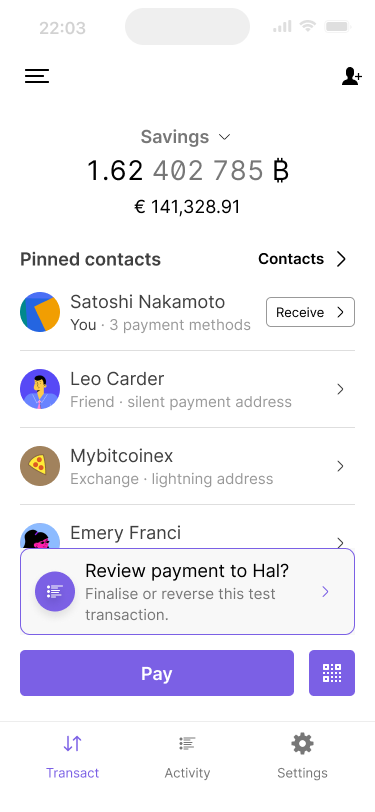 22:03
Savings
1.62 402 785 ₿
€ 141,328.91
Pinned contacts
Contacts
Satoshi Nakamoto
You · 3 payment methods
Receive
Leo Carder
Friend · silent payment address
Mybitcoinex
Exchange · lightning address
Emery Franci
Review payment to Hal?
Finalise or reverse this test
transaction.
Pay
Transact
Activity
Settings